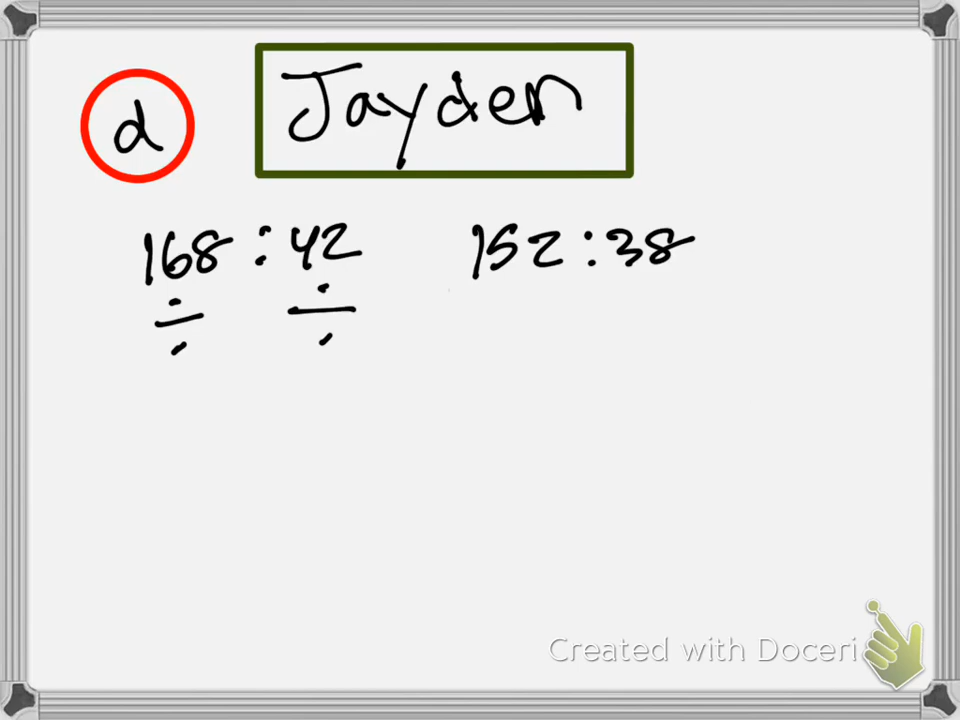 d
Jayden
168 : 42 152 : 38
÷ ÷
Created with Doceri